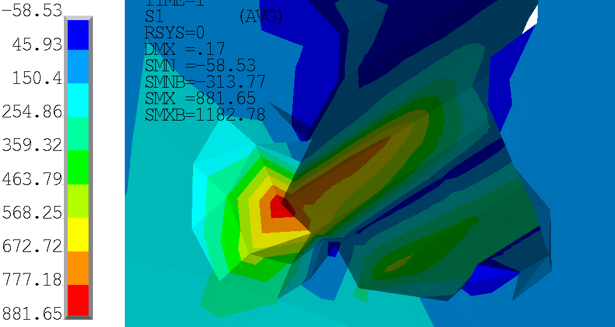 -58.53
45.93
150.4
254.86
359.32
463.79
568.25
672.72
777.18
881.65
TIME=1
S1 (AVG)
RSYS=0
DMX =.17
SMN =-58.53
SMNB=-313.77
SMX =881.65
SMXB=1182.78